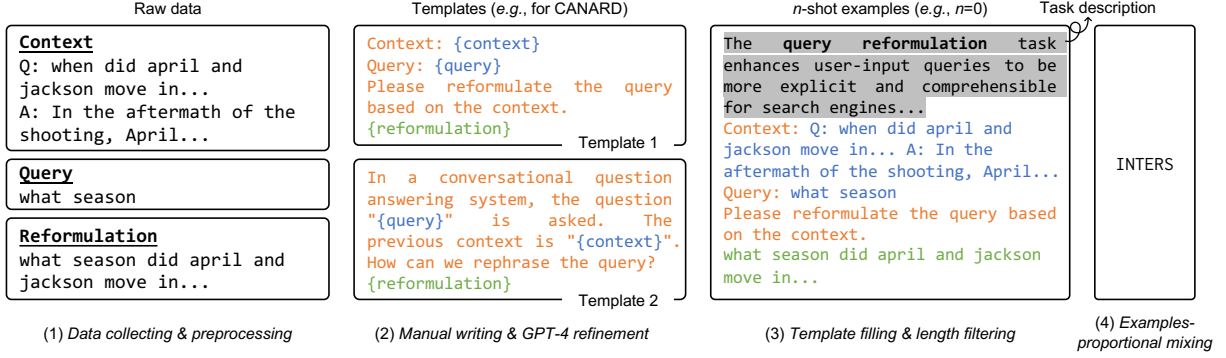 Raw data
Context
Q: when did april and
jackson move in...
A: In the aftermath of the
shooting, April...
Query
what season
Reformulation
what season did april and
jackson move in...
(1) Data collecting & preprocessing
Templates (e.g., for CANARD)
Context: {context}
Query: {query}
Please reformulate the query
based on the context.
{reformulation}
Template 1
In a conversational question
answering system, the question
"{query}" is asked. The
previous context is "{context}".
How can we rephrase the query?
{reformulation}
Template 2
(2) Manual writing & GPT-4 refinement
n-shot examples (e.g., n=0)
Task description
The query reformulation task
enhances user-input queries to be
more explicit and comprehensible
for search engines...
Context: Q: when did april and
jackson move in... A: In the
aftermath of the shooting, April...
Query: what season
Please reformulate the query based
on the context.
what season did april and jackson
move in...
(3) Template filling & length filtering
INTERS
(4) Examples-
proportional mixing